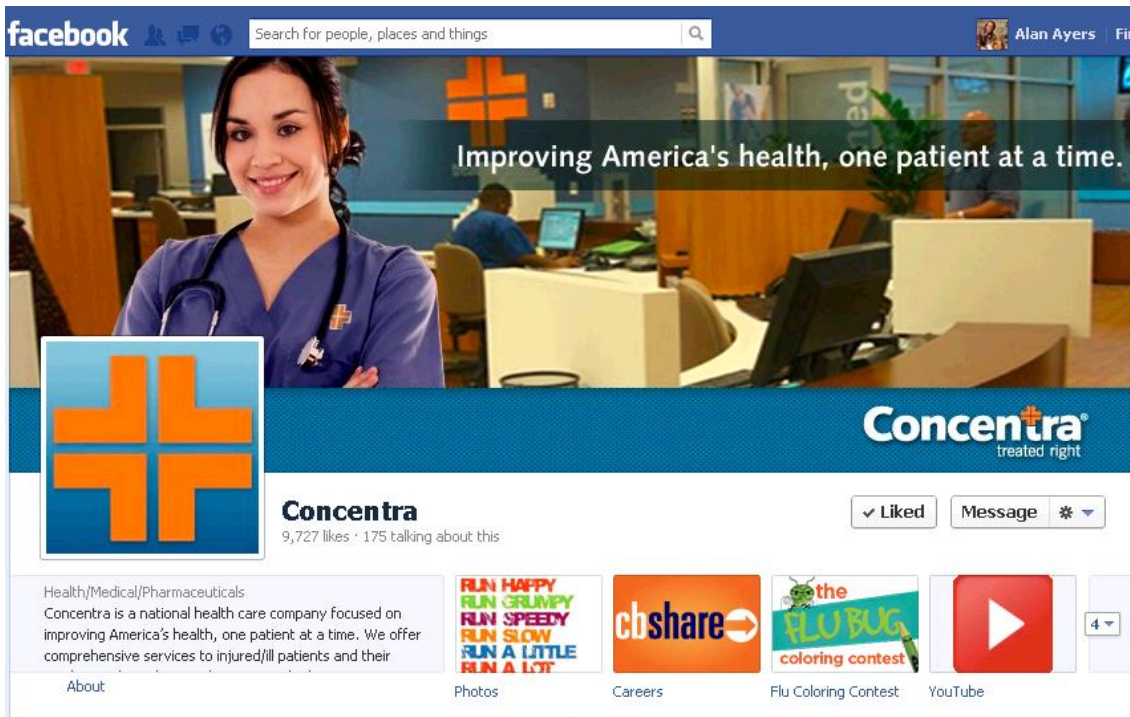 facebook
Search for people, places and things
Alan Ayers
Improving America's health, one patient at a time.
Concentra®
treated right
Concentra
9,727 likes · 175 talking about this
Liked
Message
Health/Medical/Pharmaceuticals
Concentra is a national health care company focused on
improving America's health, one patient at a time. We offer
comprehensive services to injured/ill patients and their
About
RUN HAPPY
RUN GRUMPY
RUN SPEEDY
RUN SLOW
RUN A LITTLE
RUN A LOT
Photos
cbshare
Careers
the
FLU BUG
coloring contest
Flu Coloring Contest
YouTube
4